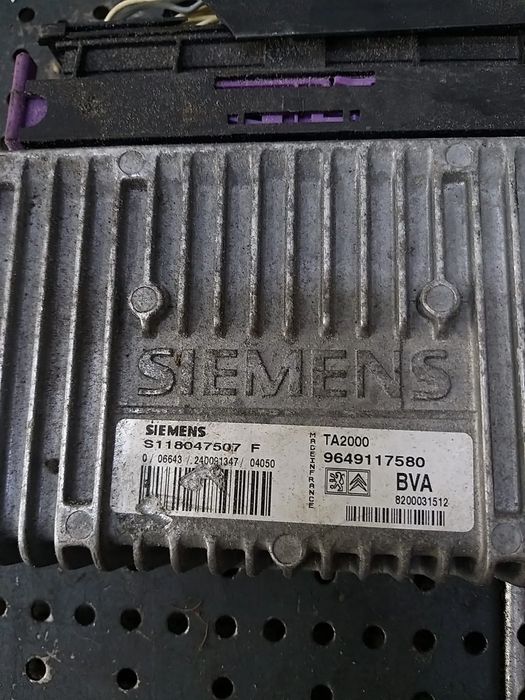 SIEMENS
SIEMENS
S118047507 F
0 / 06643 / 240091347 / 04050
MADE IN FRANCE
TA2000
9649117580
BVA
8200031512